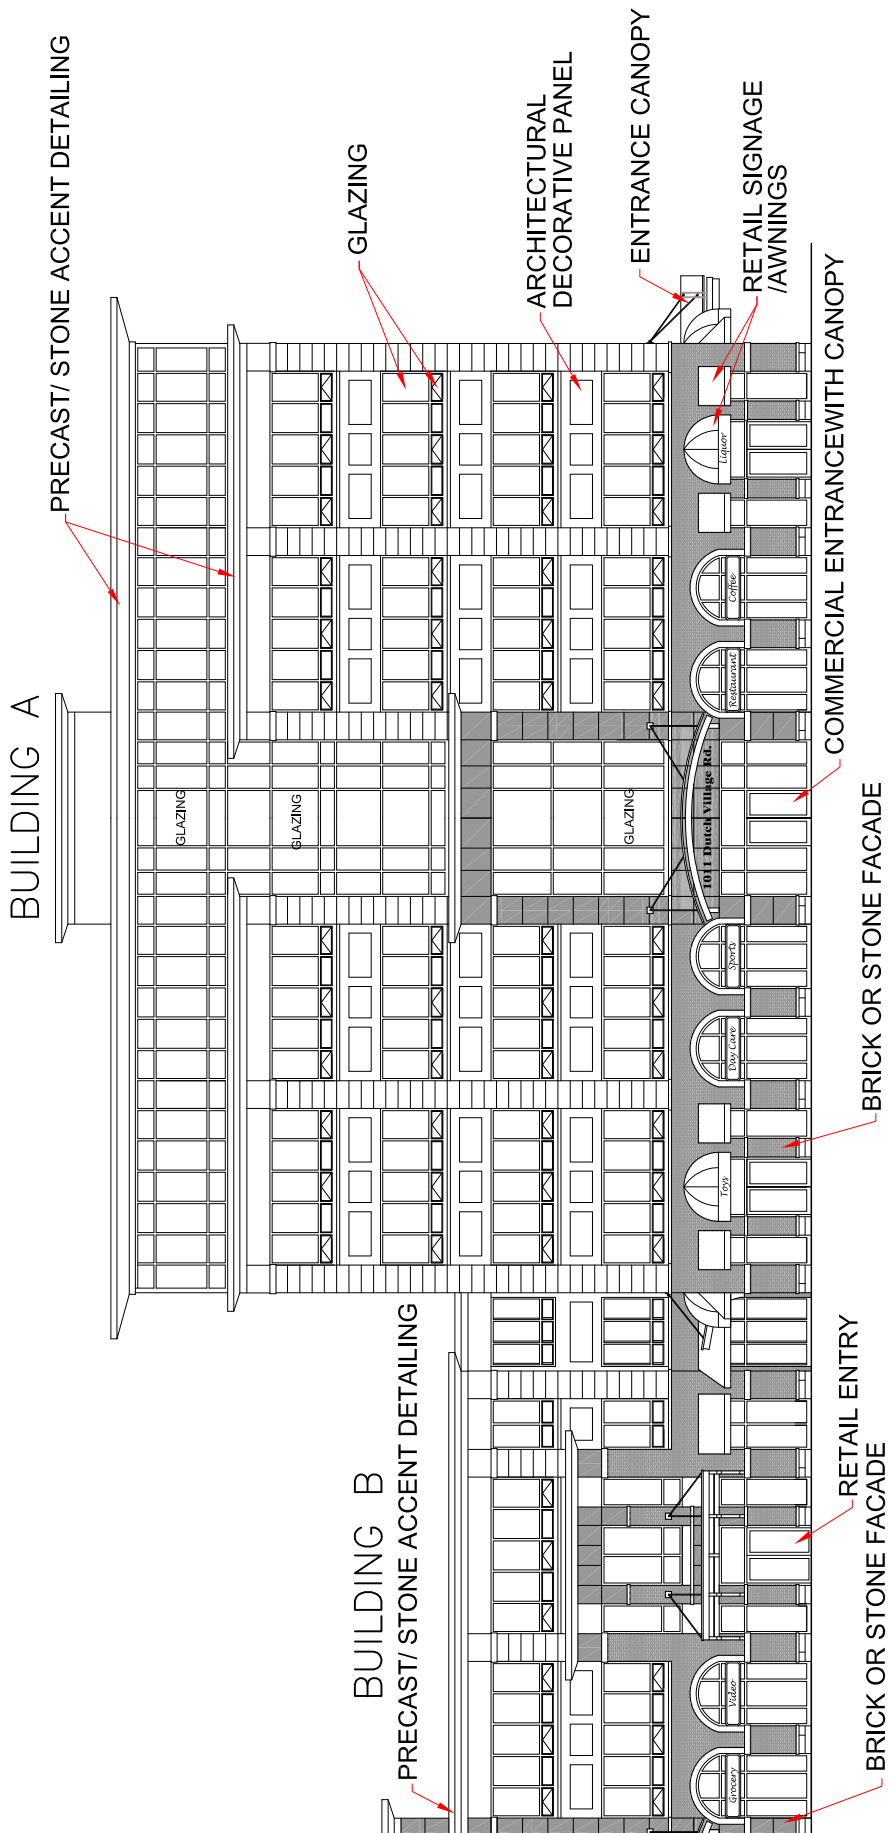 BUILDING B
PRECAST/ STONE ACCENT DETAILING
BUILDING A
PRECAST/ STONE ACCENT DETAILING
GLAZING
GLAZING
GLAZING
GLAZING
ARCHITECTURAL
DECORATIVE PANEL
ENTRANCE CANOPY
RETAIL SIGNAGE
/AWNINGS
Grocery
Video
Toys
Day Care
Sports
1011 Dutch Village Rd.
Restaurant
Coffee
Liquor
BRICK OR STONE FACADE
RETAIL ENTRY
BRICK OR STONE FACADE
COMMERCIAL ENTRANCEWITH CANOPY